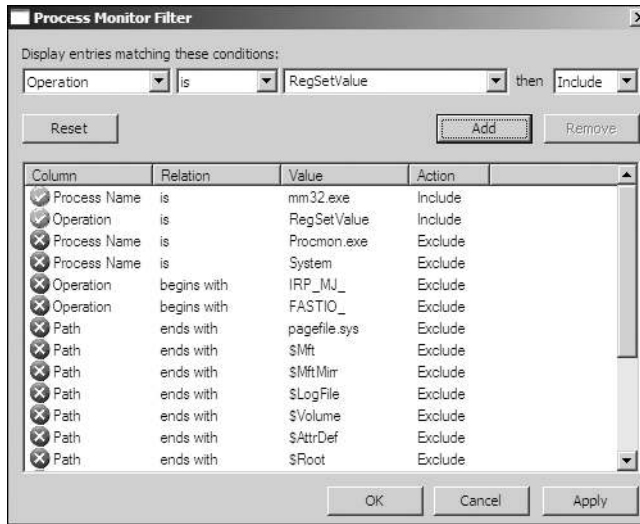 Process Monitor Filter
Display entries matching these conditions:
Operation is RegSetValue then Include
Reset Add Remove
Column Relation Value Action
Process Name is mm32.exe Include
Operation is RegSetValue Include
Process Name is Procmon.exe Exclude
Process Name is System Exclude
Operation begins with IRP_MJ_ Exclude
Operation begins with FASTIO_ Exclude
Path ends with pagefile.sys Exclude
Path ends with $Mft Exclude
Path ends with $MftMirr Exclude
Path ends with $LogFile Exclude
Path ends with $Volume Exclude
Path ends with $AttrDef Exclude
Path ends with $Root Exclude
OK Cancel Apply